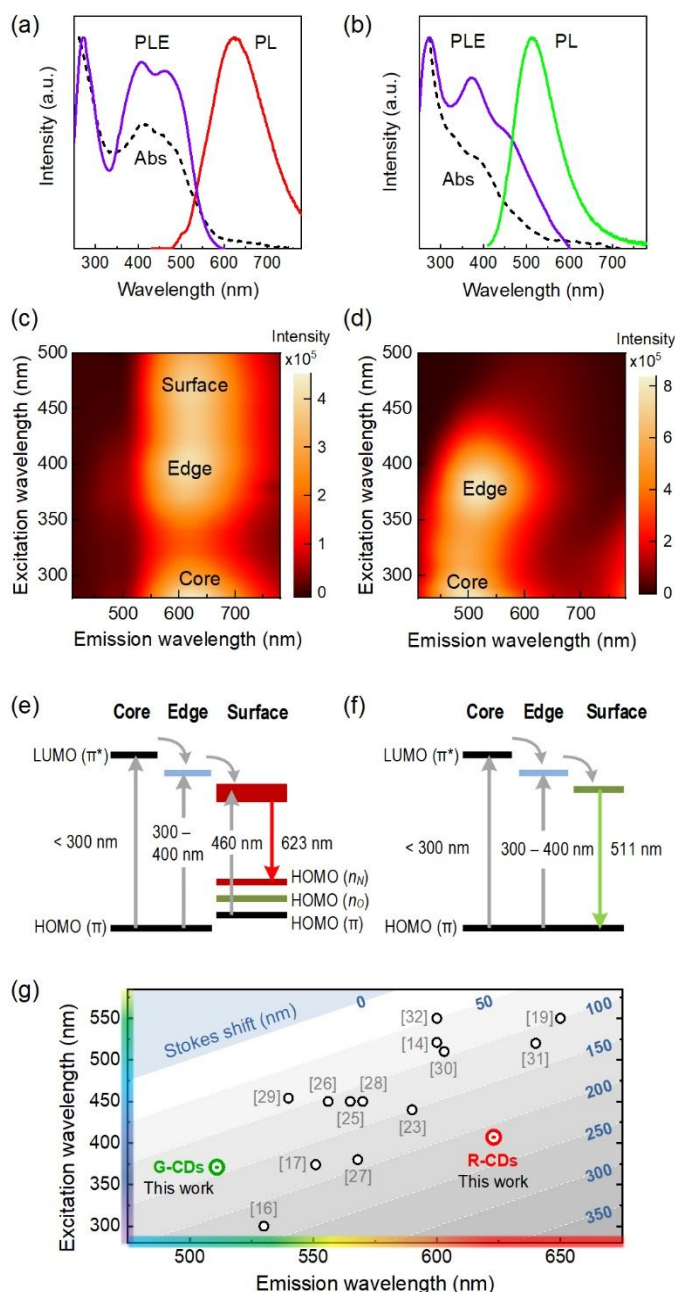 (a)
PLE
PL
Abs
Intensity (a.u.)
300 400 500 600 700
Wavelength (nm)
(b)
PLE
PL
Abs
Intensity (a.u.)
300 400 500 600 700
Wavelength (nm)
(c)
Intensity
x10⁵
500
450
400
350
300
Excitation wavelength (nm)
Surface
Edge
Core
4
3
2
1
0
500 600 700
Emission wavelength (nm)
(d)
Intensity
x10⁵
500
450
400
350
300
Excitation wavelength (nm)
Edge
Core
8
6
4
2
0
500 600 700
Emission wavelength (nm)
(e)
Core Edge Surface
LUMO (π*)
< 300 nm
300 –
400 nm
460 nm
623 nm
HOMO (nN)
HOMO (nO)
HOMO (π)
HOMO (π)
(f)
Core Edge Surface
LUMO (π*)
< 300 nm
300 – 400 nm
511 nm
HOMO (π)
(g)
Excitation wavelength (nm)
550
500
450
400
350
300
Stokes shift (nm)
0
50
100
150
200
250
300
350
[32]
[19]
[14]
[30]
[31]
[29]
[26]
[28]
[25]
[23]
[17]
[27]
[16]
G-CDs
This work
R-CDs
This work
500 550 600 650
Emission wavelength (nm)